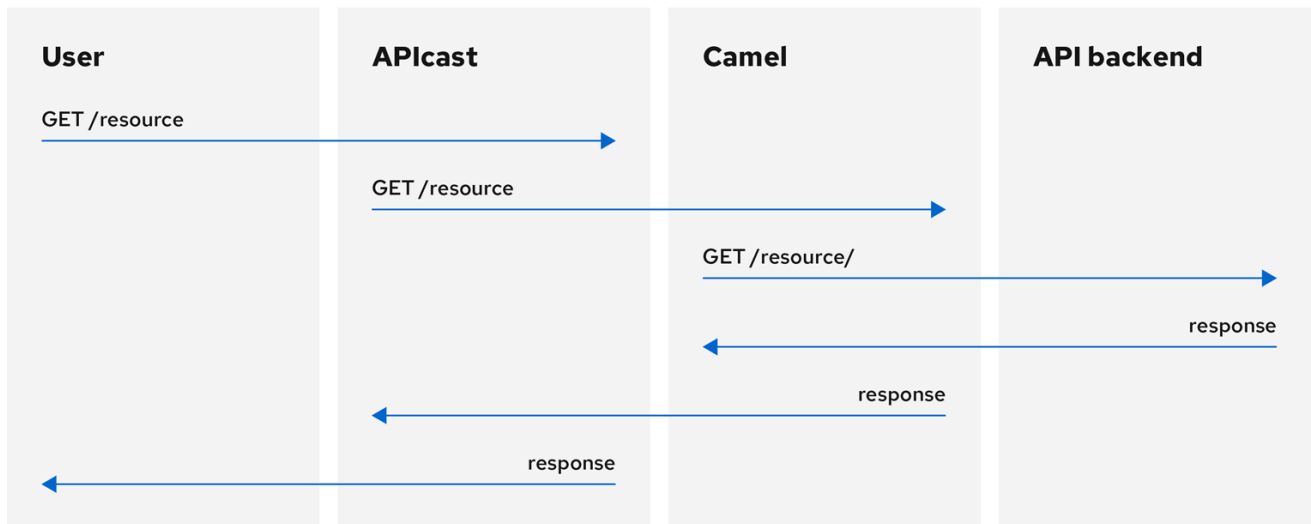 User
APIcast
Camel
API backend
GET /resource
GET /resource
GET /resource/
response
response
response